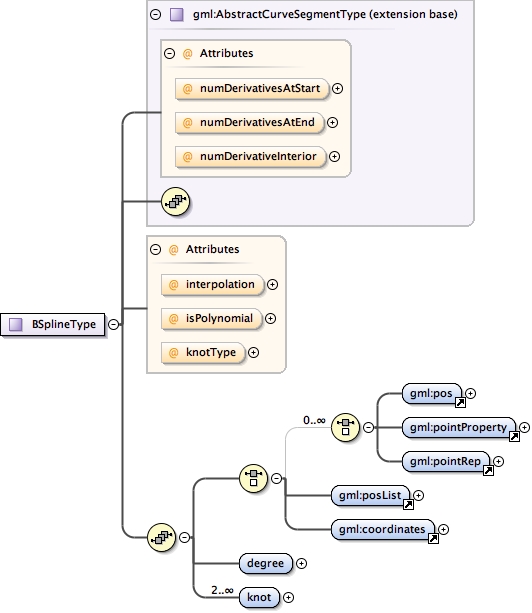 gml:AbstractCurveSegmentType (extension base)
@ Attributes
@ numDerivativesAtStart
@ numDerivativesAtEnd
@ numDerivativeInterior
@ Attributes
@ interpolation
@ isPolynomial
@ knotType
BSplineType
gml:pos
0..∞
gml:pointProperty
gml:pointRep
gml:posList
gml:coordinates
degree
2..∞
knot